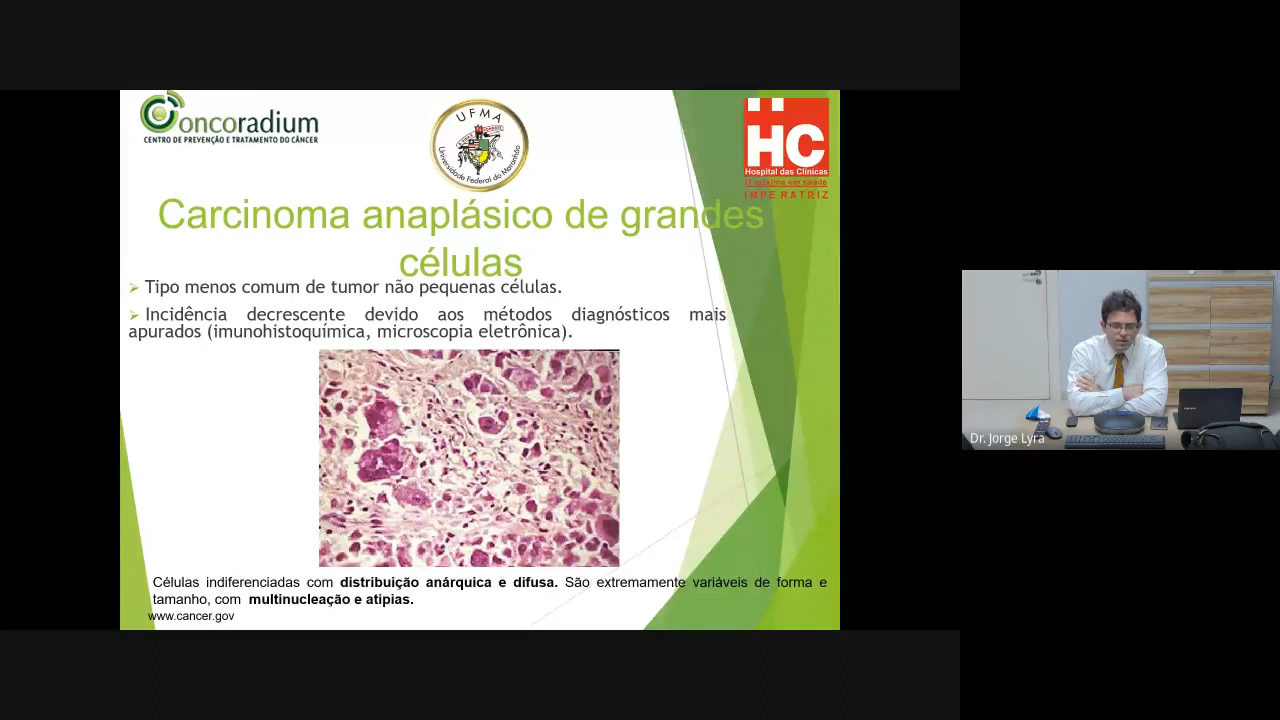 oncoradium
CENTRO DE PREVENÇÃO E TRATAMENTO DO CÂNCER
UFMA
Universidade Federal do Maranhão
HC
Hospital das Clínicas
O máximo em saúde
IMPERATRIZ
Carcinoma anaplásico de grandes
células
Tipo menos comum de tumor não pequenas células.
Incidência decrescente devido aos métodos diagnósticos mais
apurados (imunohistoquímica, microscopia eletrônica).
Células indiferenciadas com distribuição anárquica e difusa. São extremamente variáveis de forma e
tamanho, com multinucleação e atipias.
www.cancer.gov
Dr. Jorge Lyra